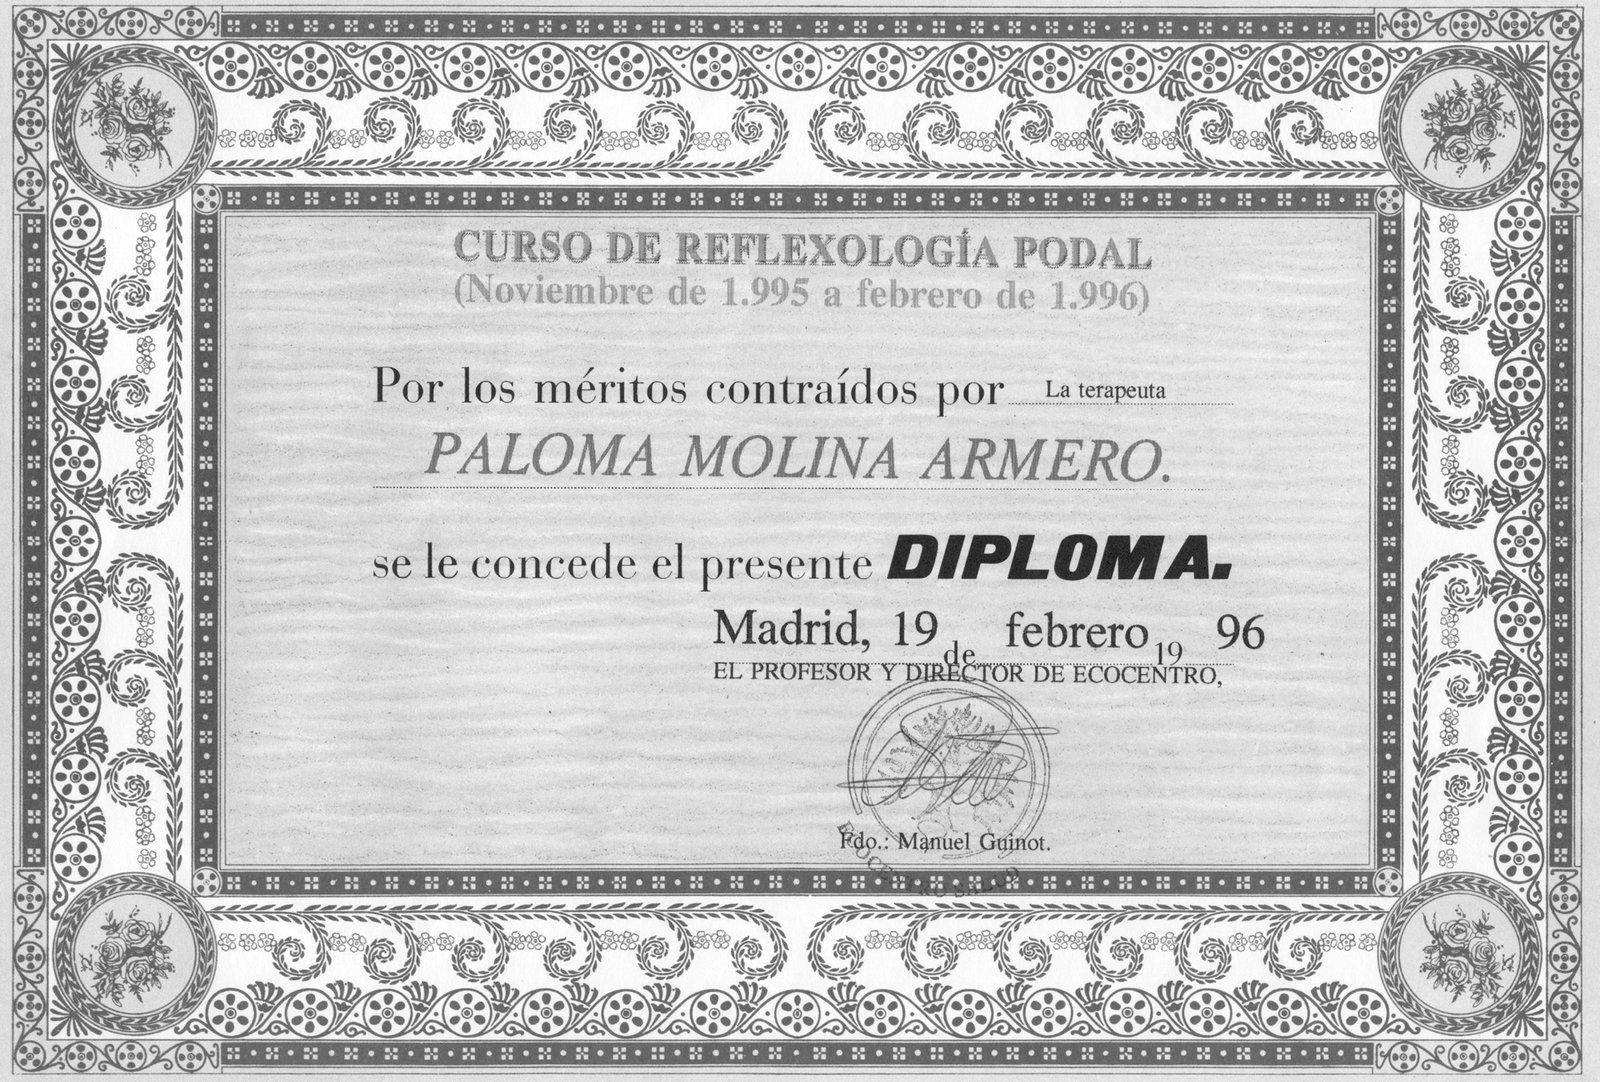 CURSO DE REFLEXOLOGÍA PODAL
(Noviembre de 1.995 a febrero de 1.996)
Por los méritos contraídos por La terapeuta
PALOMA MOLINA ARMERO.
se le concede el presente DIPLOMA.
Madrid, 19 de febrero 19 96
EL PROFESOR Y DIRECTOR DE ECOCENTRO,
Fdo.: Manuel Guinot.
ECOCENTRO SALUD